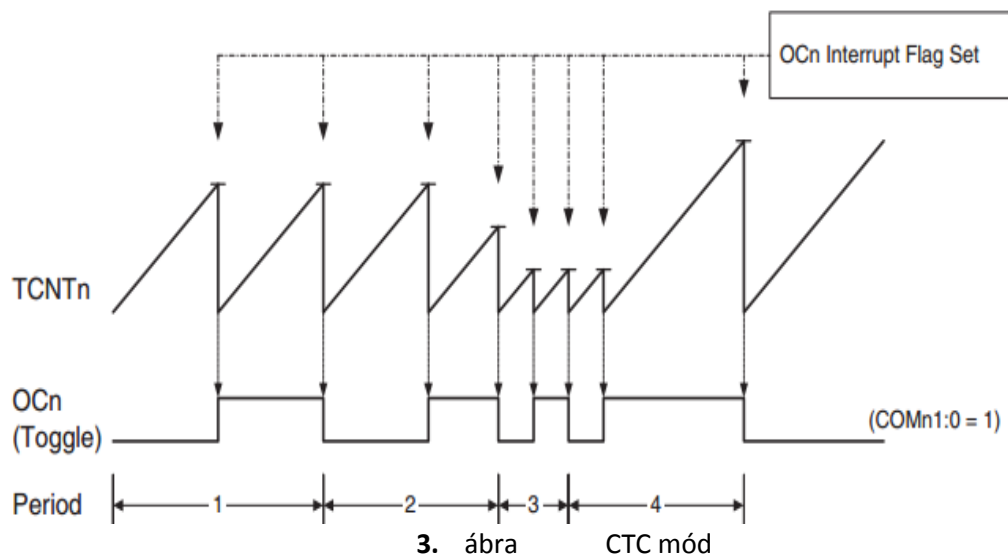 OCn Interrupt Flag Set
TCNTn
OCn
(Toggle)
(COMn1:0 = 1)
Period
1 2 3 4
3. ábra CTC mód